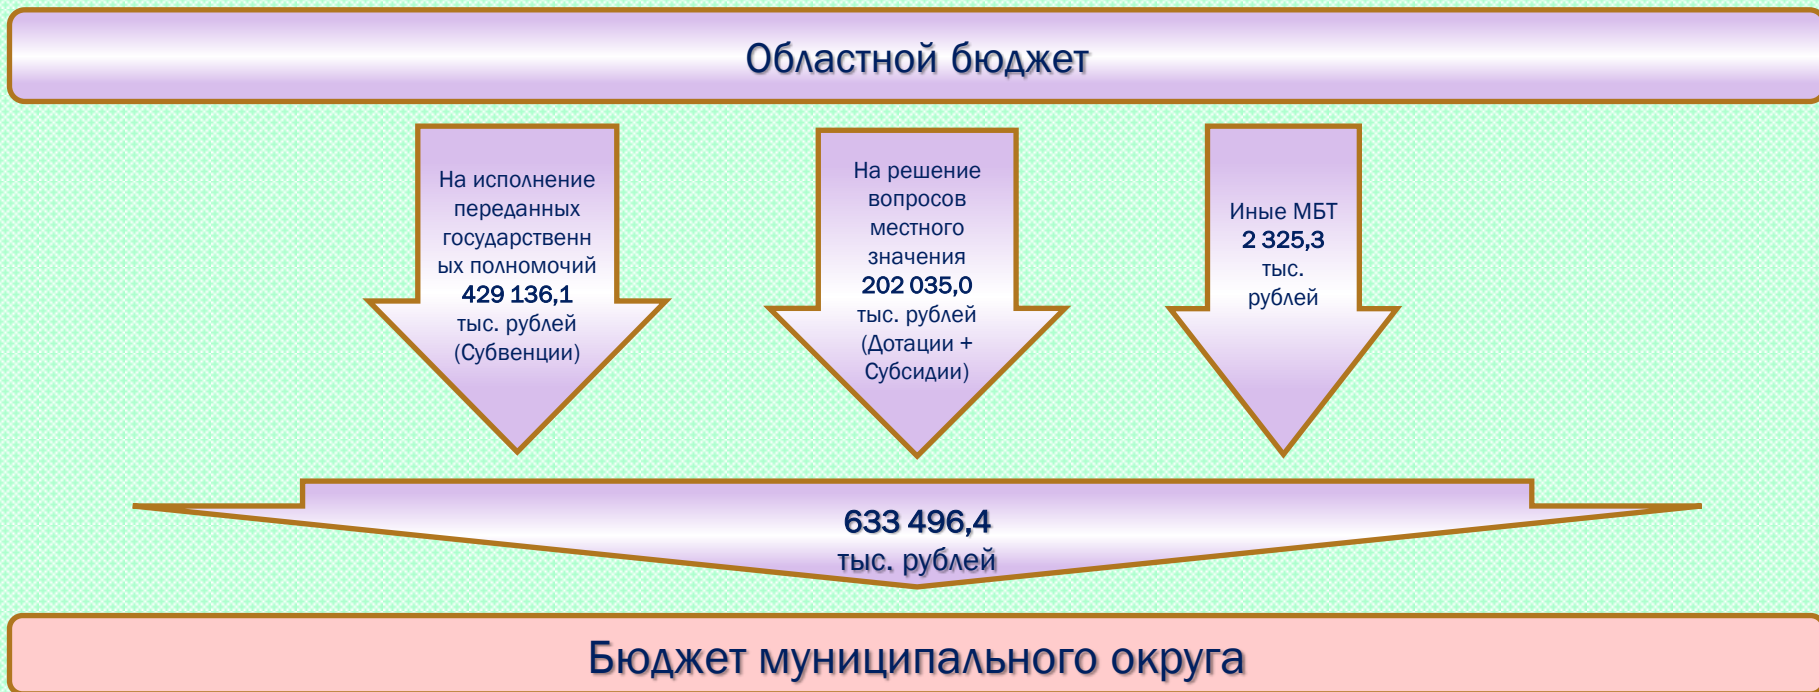 Областной бюджет
На исполнение
переданных
государственн
ых полномочий
429 136,1
тыс. рублей
(Субвенции)
На решение
вопросов
местного
значения
202 035,0
тыс. рублей
(Дотации +
Субсидии)
Иные МБТ
2 325,3
тыс.
рублей
633 496,4
тыс. рублей
Бюджет муниципального округа